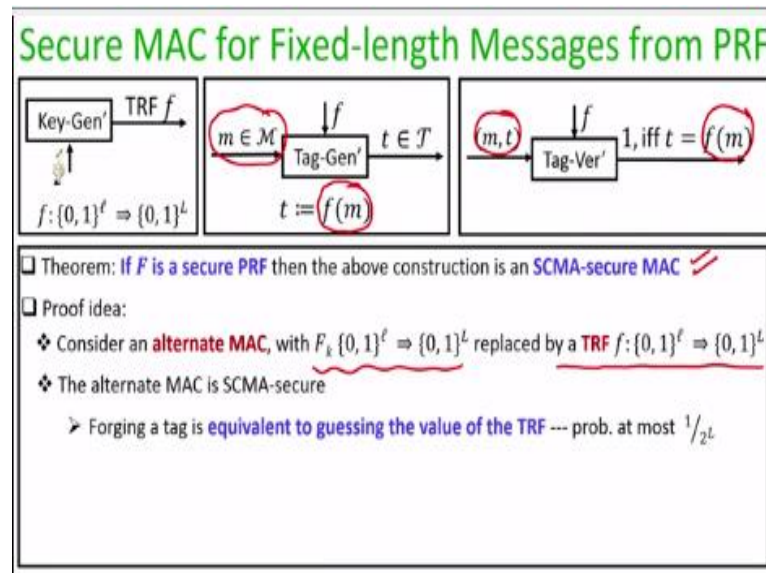 Secure MAC for Fixed-length Messages from PRF
Key-Gen′
TRF f
f: {0, 1}^ℓ ⇒ {0, 1}^L
m ∈ ℳ
f
Tag-Gen′
t ∈ 𝒯
t ≔ f(m)
(m, t)
f
Tag-Ver′
1, iff t = f(m)
❑ Theorem: If F is a secure PRF then the above construction is an SCMA-secure MAC
❑ Proof idea:
❖ Consider an alternate MAC, with F_k {0, 1}^ℓ ⇒ {0, 1}^L replaced by a TRF f: {0, 1}^ℓ ⇒ {0, 1}^L
❖ The alternate MAC is SCMA-secure
➢ Forging a tag is equivalent to guessing the value of the TRF --- prob. at most 1/2^L